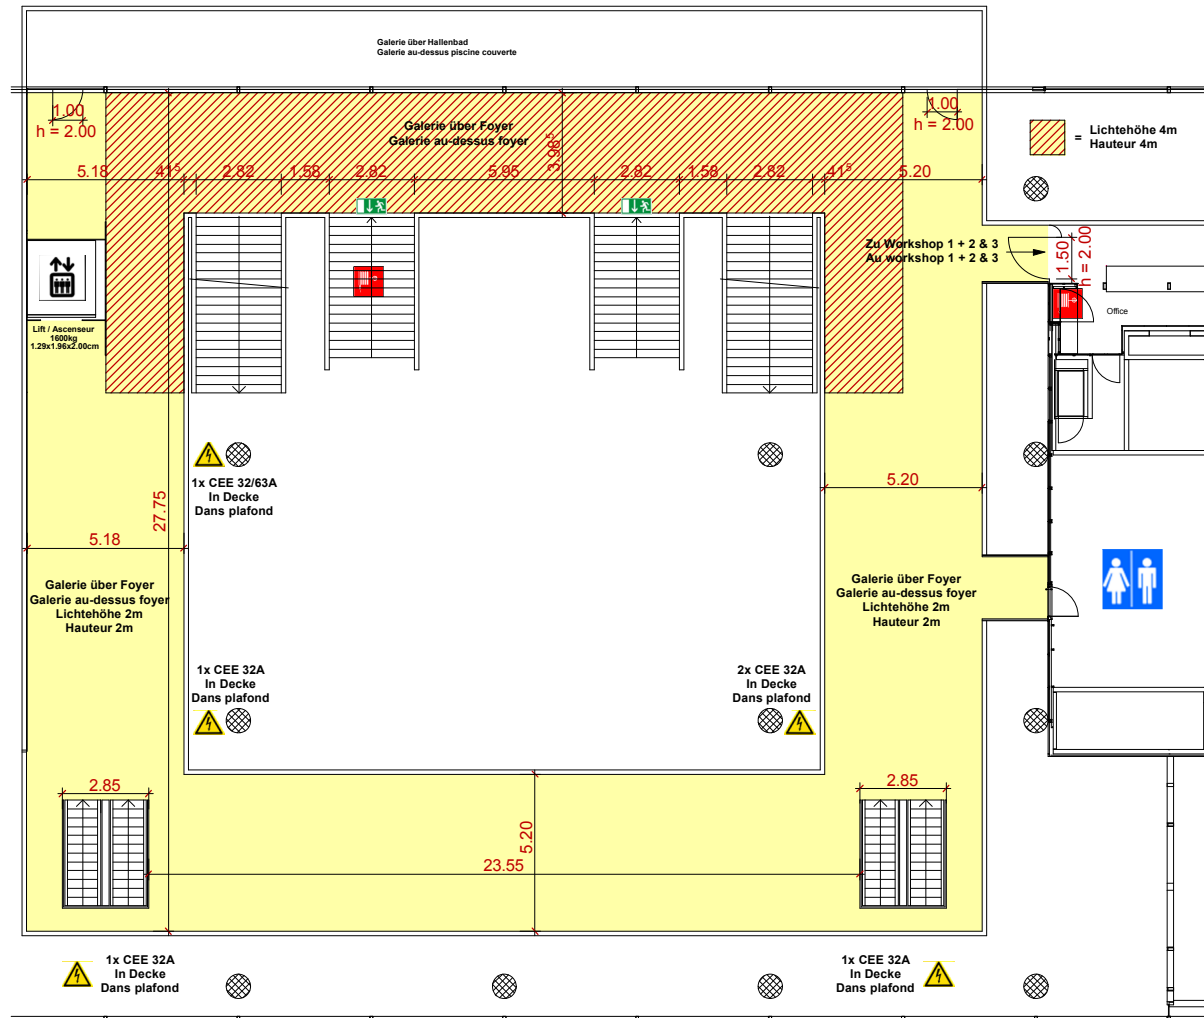 Galerie über Hallenbad
Galerie au-dessus piscine couverte
1.00
h = 2.00
Galerie über Foyer
Galerie au-dessus foyer
3.98⁵
1.00
h = 2.00
= Lichtehöhe 4m
Hauteur 4m
5.18
41⁵
2.82
1.58
2.82
5.95
2.82
1.58
2.82
41⁵
5.20
Zu Workshop 1 + 2 & 3
Au workshop 1 + 2 & 3
1.50
h = 2.00
Office
Lift / Ascenseur
1600kg
1.29x1.96x2.00cm
1x CEE 32/63A
In Decke
Dans plafond
27.75
5.20
5.18
Galerie über Foyer
Galerie au-dessus foyer
Lichtehöhe 2m
Hauteur 2m
Galerie über Foyer
Galerie au-dessus foyer
Lichtehöhe 2m
Hauteur 2m
1x CEE 32A
In Decke
Dans plafond
2x CEE 32A
In Decke
Dans plafond
2.85
2.85
5.20
23.55
1x CEE 32A
In Decke
Dans plafond
1x CEE 32A
In Decke
Dans plafond